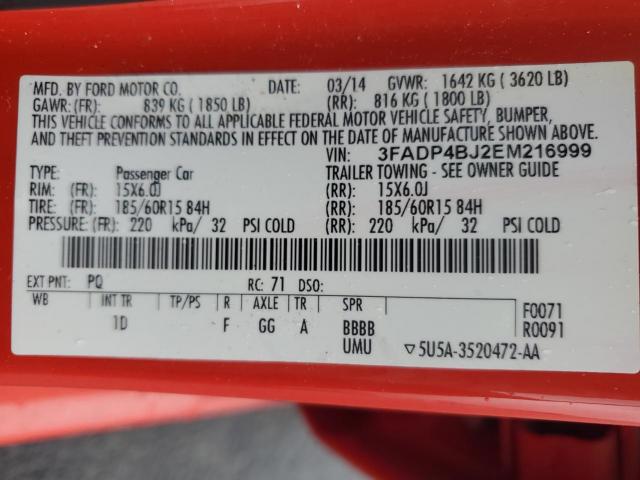 MFD. BY FORD MOTOR CO. DATE: 03/14 GVWR: 1642 KG ( 3620 LB)
GAWR: (FR): 839 KG ( 1850 LB) (RR): 816 KG ( 1800 LB)
THIS VEHICLE CONFORMS TO ALL APPLICABLE FEDERAL MOTOR VEHICLE SAFETY, BUMPER,
AND THEFT PREVENTION STANDARDS IN EFFECT ON THE DATE OF MANUFACTURE SHOWN ABOVE.
VIN: 3FADP4BJ2EM216999
TYPE: Passenger Car TRAILER TOWING - SEE OWNER GUIDE
RIM: (FR): 15X6.0J (RR): 15X6.0J
TIRE: (FR): 185/60R15 84H (RR): 185/60R15 84H
PRESSURE: (FR): 220 kPa/ 32 PSI COLD (RR): 220 kPa/ 32 PSI COLD
EXT PNT: PQ RC: 71 DSO:
WB INT TR TP/PS R AXLE TR SPR F0071
1D F GG A BBBB R0091
UMU ▽5U5A-3520472-AA